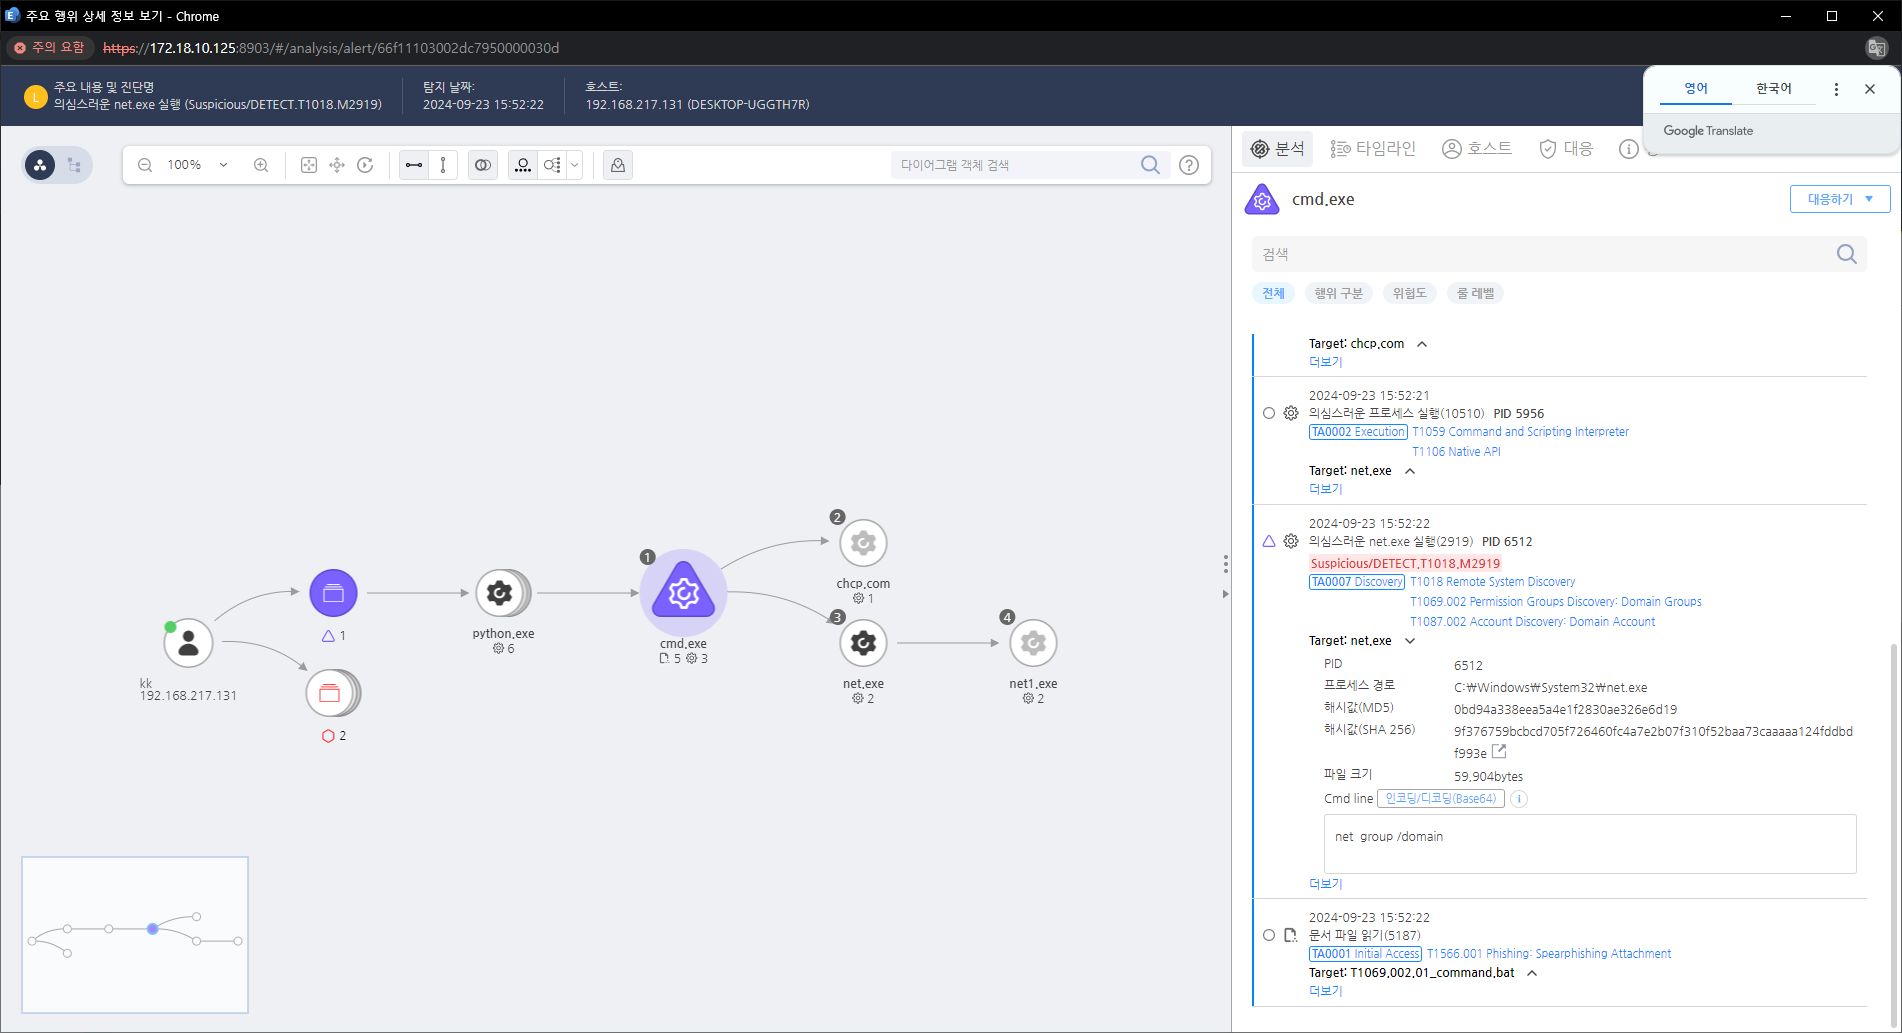 주요 행위 상세 정보 보기 - Chrome
주의 요함
https://172.18.10.125:8903/#/analysis/alert/66f11103002dc7950000030d
L
주요 내용 및 진단명
의심스러운 net.exe 실행 (Suspicious/DETECT.T1018.M2919)
탐지 날짜:
2024-09-23 15:52:22
호스트:
192.168.217.131 (DESKTOP-UGGTH7R)
영어
한국어
Google Translate
100%
다이어그램 객체 검색
?
분석
타임라인
호스트
대응
cmd.exe
대응하기
검색
전체
행위 구분
위험도
룰 레벨
Target: chcp.com
더보기
2024-09-23 15:52:21
의심스러운 프로세스 실행(10510) PID 5956
TA0002 Execution T1059 Command and Scripting Interpreter
T1106 Native API
Target: net.exe
더보기
2024-09-23 15:52:22
의심스러운 net.exe 실행(2919) PID 6512
Suspicious/DETECT.T1018.M2919
TA0007 Discovery T1018 Remote System Discovery
T1069.002 Permission Groups Discovery: Domain Groups
T1087.002 Account Discovery: Domain Account
Target: net.exe
PID 6512
프로세스 경로 C:₩Windows₩System32₩net.exe
해시값(MD5) 0bd94a338eea5a4e1f2830ae326e6d19
해시값(SHA 256) 9f376759bcbcd705f726460fc4a7e2b07f310f52baa73caaaaa124fddbd
f993e
파일 크기 59,904bytes
Cmd line 인코딩/디코딩(Base64) i
net group /domain
더보기
2024-09-23 15:52:22
문서 파일 읽기(5187)
TA0001 Initial Access T1566.001 Phishing: Spearphishing Attachment
Target: T1069.002.01_command.bat
더보기
kk
192.168.217.131
1
2
python.exe
6
1
cmd.exe
5 3
2
chcp.com
1
3
net.exe
2
4
net1.exe
2